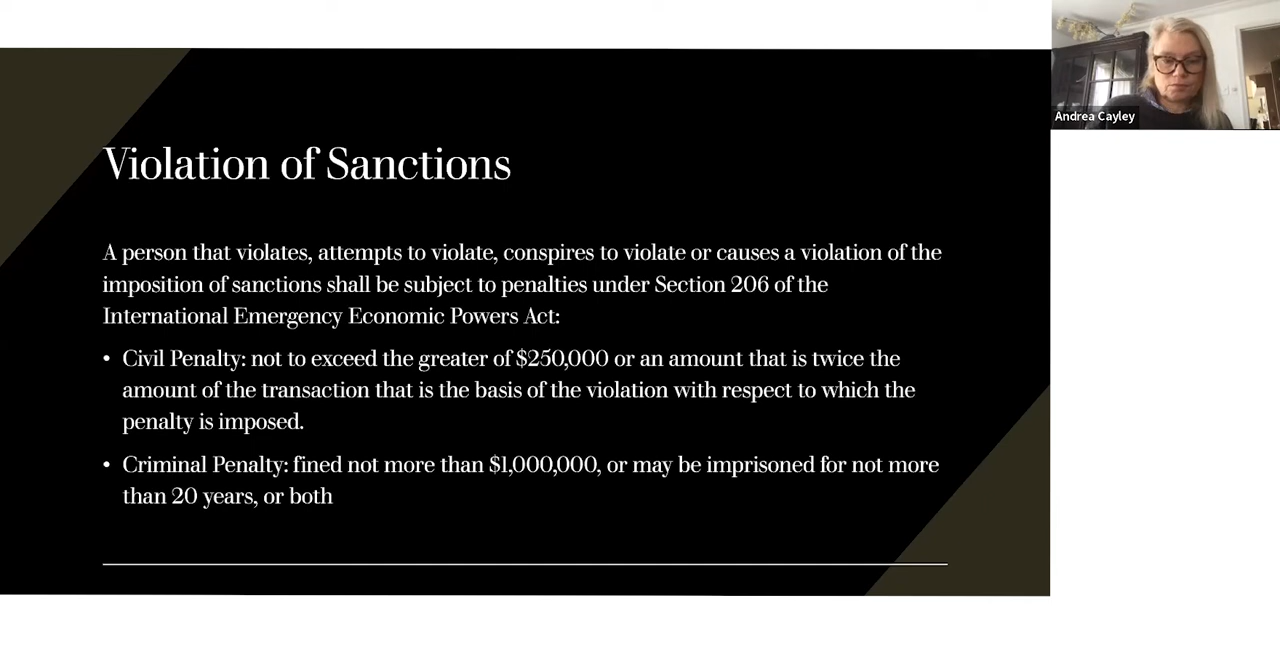 Violation of Sanctions
A person that violates, attempts to violate, conspires to violate or causes a violation of the
imposition of sanctions shall be subject to penalties under Section 206 of the
International Emergency Economic Powers Act:
• Civil Penalty: not to exceed the greater of $250,000 or an amount that is twice the
amount of the transaction that is the basis of the violation with respect to which the
penalty is imposed.
• Criminal Penalty: fined not more than $1,000,000, or may be imprisoned for not more
than 20 years, or both
Andrea Cayley